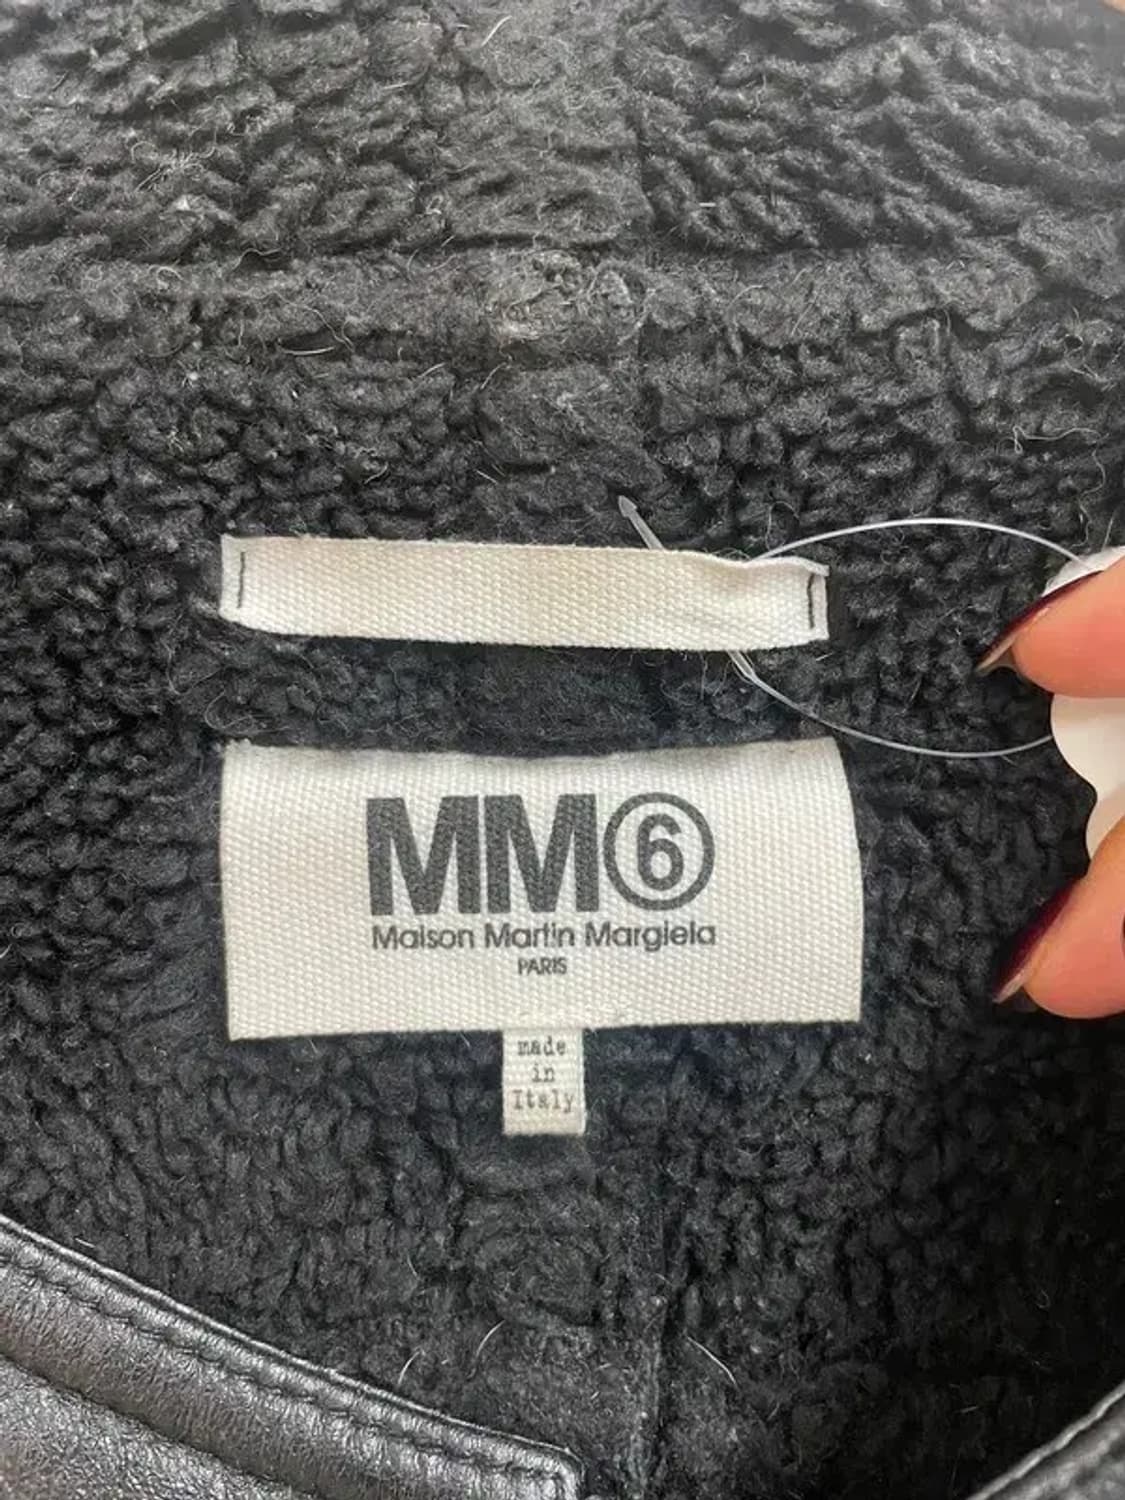 MM⑥
Maison Martin Margiela
PARIS
made
in
Italy